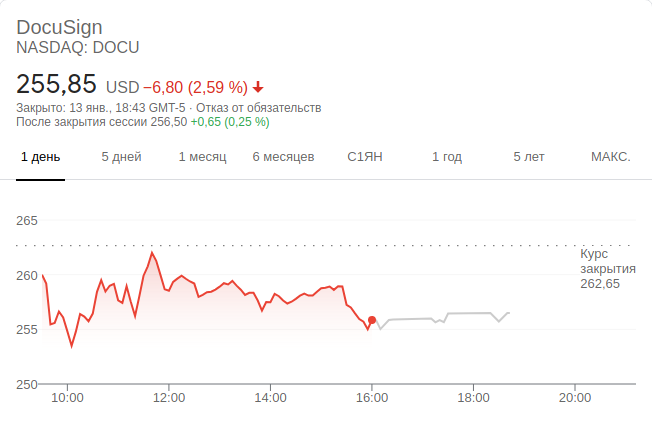 DocuSign
NASDAQ: DOCU
255,85 USD −6,80 (2,59 %)
Закрыто: 13 янв., 18:43 GMT-5 · Отказ от обязательств
После закрытия сессии 256,50 +0,65 (0,25 %)
1 день 5 дней 1 месяц 6 месяцев С1ЯН 1 год 5 лет МАКС.
265
Курс
закрытия
262,65
260
255
250
10:00 12:00 14:00 16:00 18:00 20:00